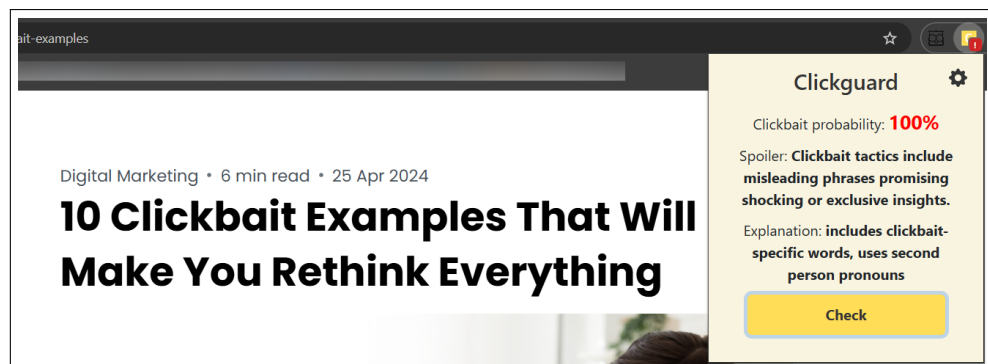 ait-examples
Clickguard
Clickbait probability: 100%
Spoiler: Clickbait tactics include
misleading phrases promising
shocking or exclusive insights.
Explanation: includes clickbait-
specific words, uses second
person pronouns
Check
Digital Marketing • 6 min read • 25 Apr 2024
10 Clickbait Examples That Will
Make You Rethink Everything